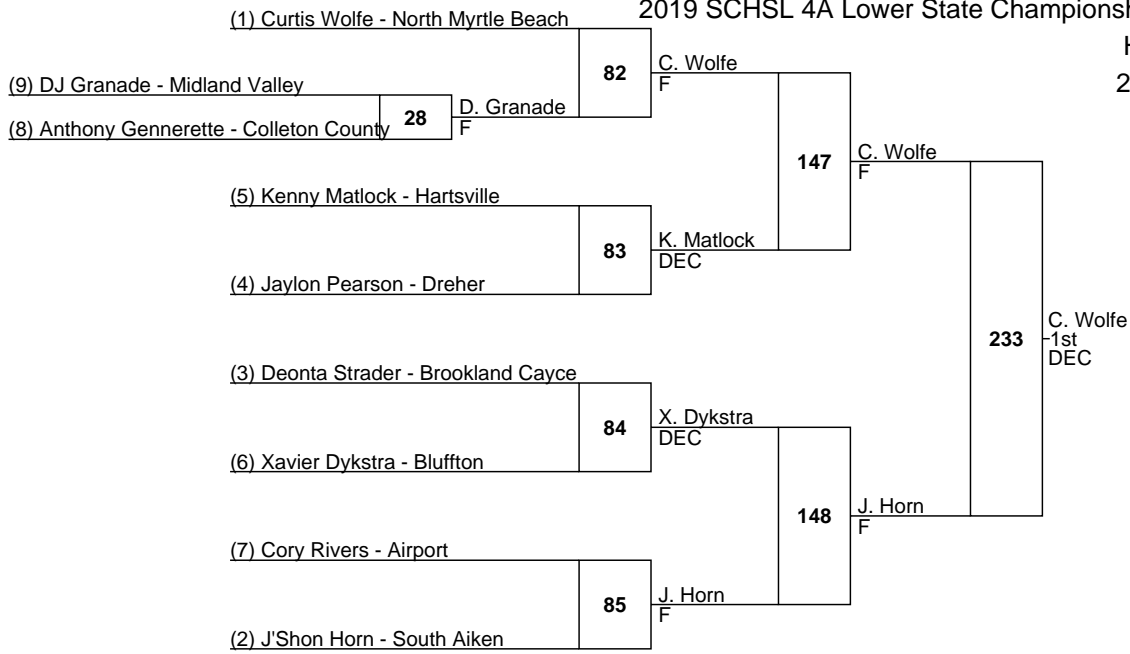 2019 SCHSL 4A Lower State Championsh
H
2
(1) Curtis Wolfe - North Myrtle Beach
82
C. Wolfe
F
(9) DJ Granade - Midland Valley
28
D. Granade
F
(8) Anthony Gennerette - Colleton County
147
C. Wolfe
F
(5) Kenny Matlock - Hartsville
83
K. Matlock
DEC
(4) Jaylon Pearson - Dreher
233
C. Wolfe
1st
DEC
(3) Deonta Strader - Brookland Cayce
84
X. Dykstra
DEC
(6) Xavier Dykstra - Bluffton
148
J. Horn
F
(7) Cory Rivers - Airport
85
J. Horn
F
(2) J'Shon Horn - South Aiken